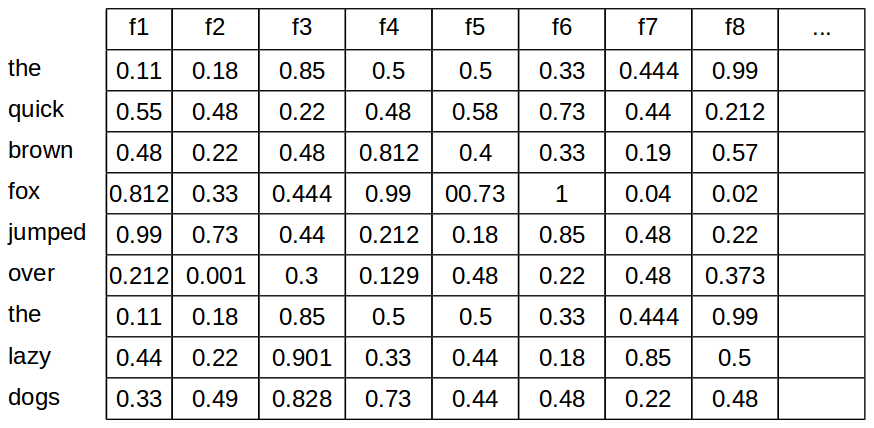 f1 f2 f3 f4 f5 f6 f7 f8 ...
the 0.11 0.18 0.85 0.5 0.5 0.33 0.444 0.99
quick 0.55 0.48 0.22 0.48 0.58 0.73 0.44 0.212
brown 0.48 0.22 0.48 0.812 0.4 0.33 0.19 0.57
fox 0.812 0.33 0.444 0.99 00.73 1 0.04 0.02
jumped 0.99 0.73 0.44 0.212 0.18 0.85 0.48 0.22
over 0.212 0.001 0.3 0.129 0.48 0.22 0.48 0.373
the 0.11 0.18 0.85 0.5 0.5 0.33 0.444 0.99
lazy 0.44 0.22 0.901 0.33 0.44 0.18 0.85 0.5
dogs 0.33 0.49 0.828 0.73 0.44 0.48 0.22 0.48